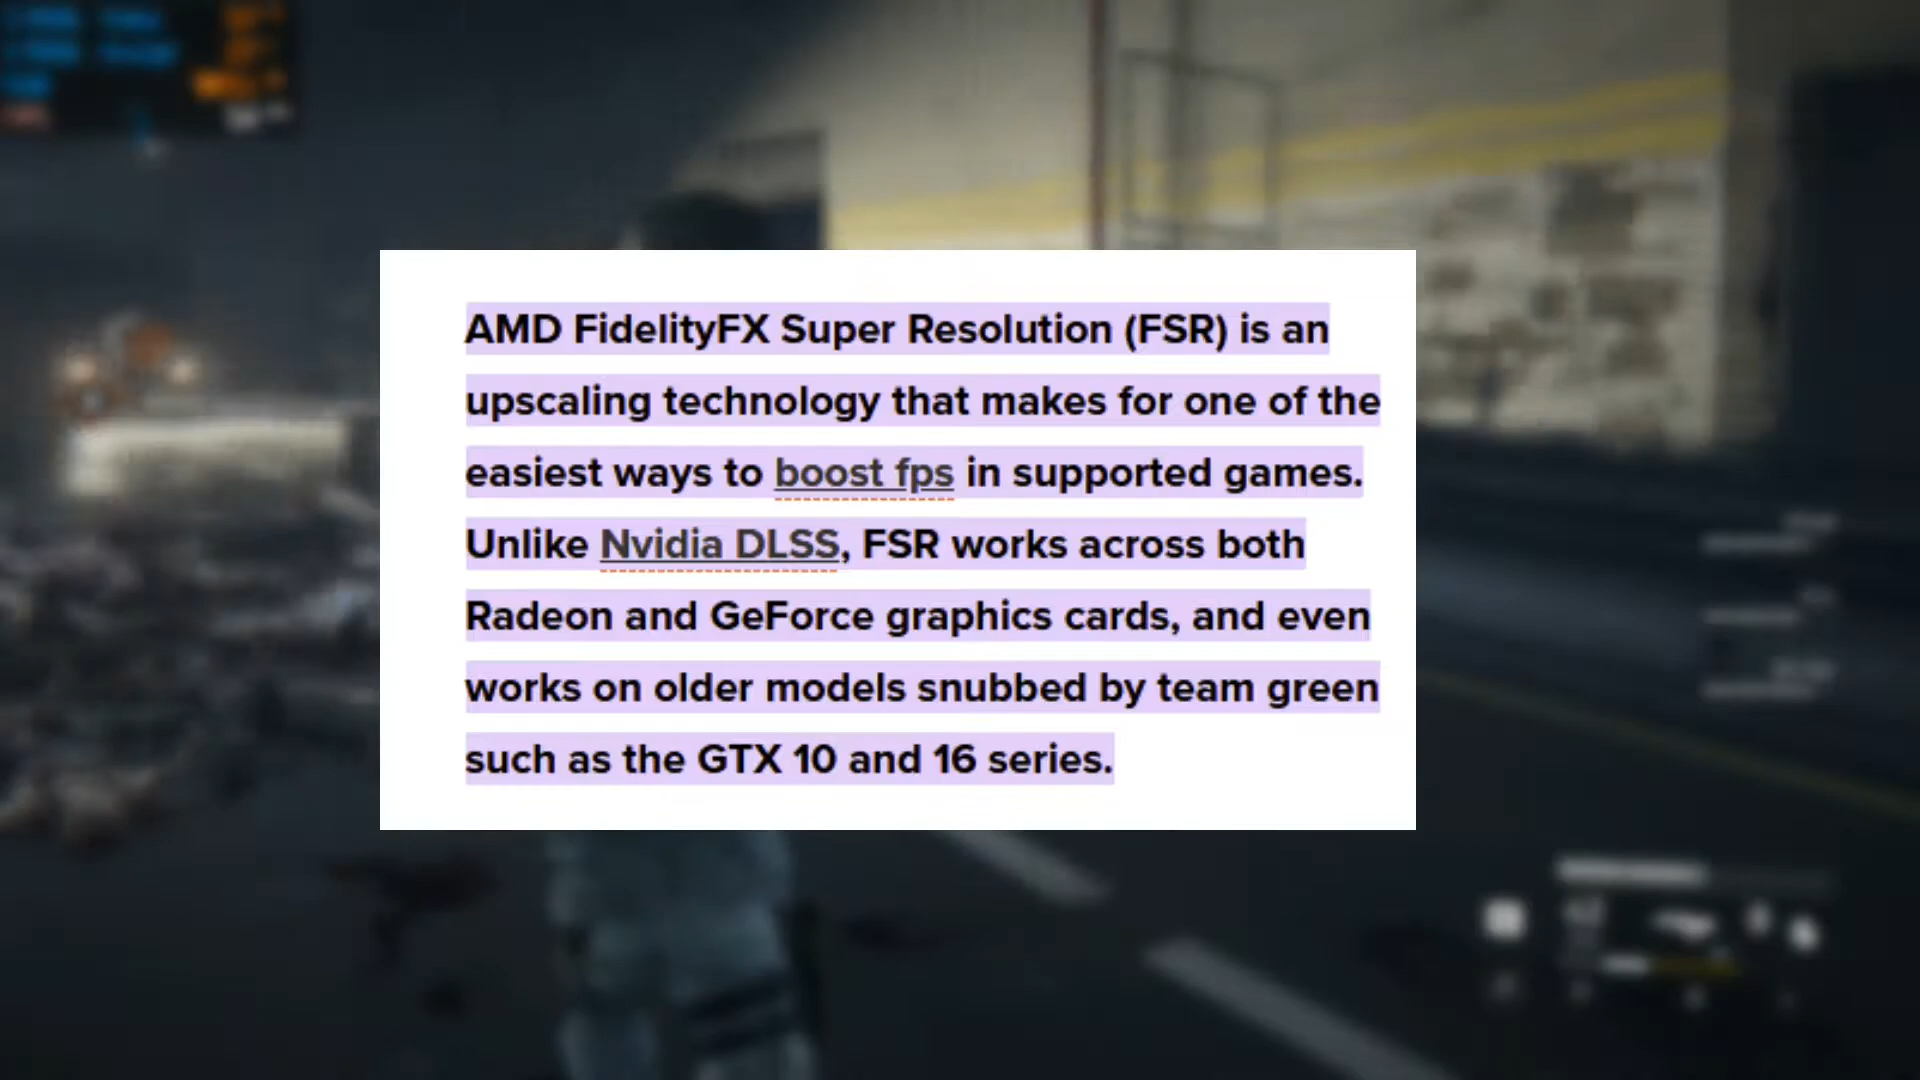 AMD FidelityFX Super Resolution (FSR) is an
upscaling technology that makes for one of the
easiest ways to boost fps in supported games.
Unlike Nvidia DLSS, FSR works across both
Radeon and GeForce graphics cards, and even
works on older models snubbed by team green
such as the GTX 10 and 16 series.